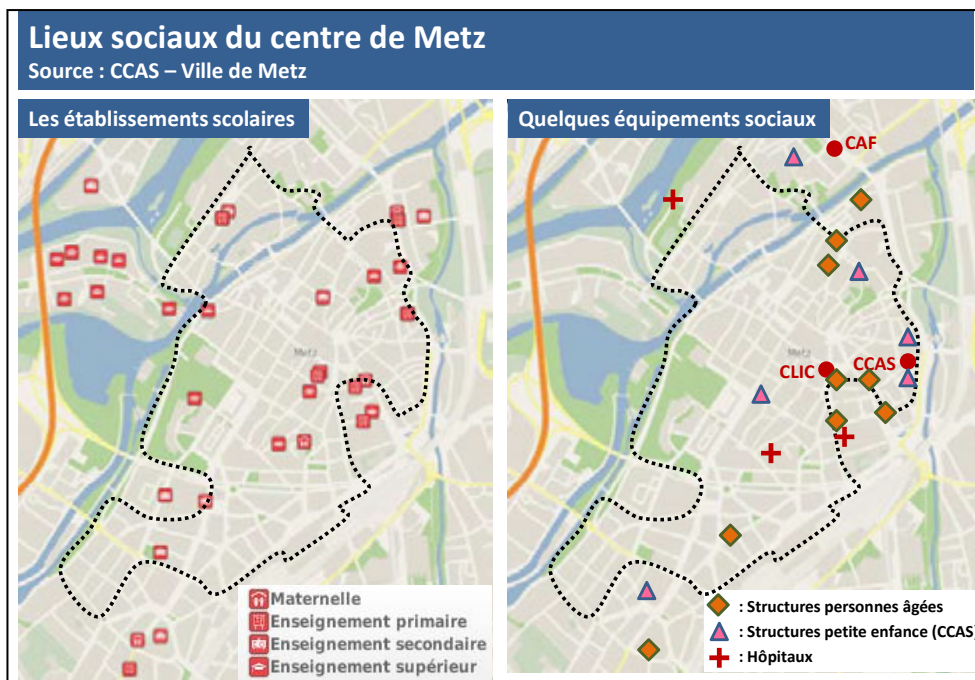 Lieux sociaux du centre de Metz
Source : CCAS – Ville de Metz
Les établissements scolaires
Metz
Maternelle
Enseignement primaire
Enseignement secondaire
Enseignement supérieur
Quelques équipements sociaux
CAF
Metz
CLIC
CCAS
: Structures personnes âgées
: Structures petite enfance (CCAS)
: Hôpitaux